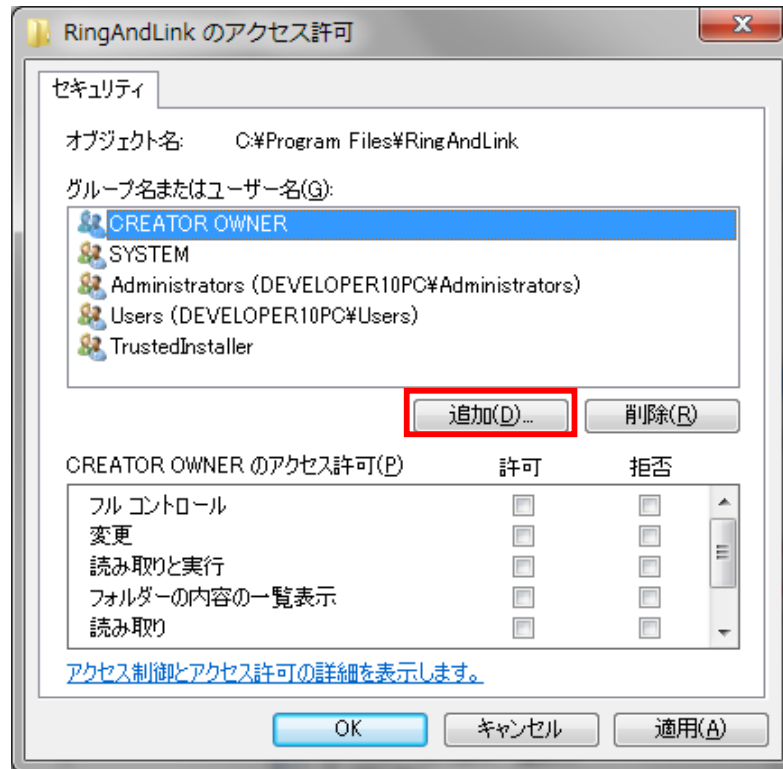 RingAndLink のアクセス許可
セキュリティ
オブジェクト名: C:¥Program Files¥RingAndLink
グループ名またはユーザー名(G):
CREATOR OWNER
SYSTEM
Administrators (DEVELOPER10PC¥Administrators)
Users (DEVELOPER10PC¥Users)
TrustedInstaller
追加(D)... 削除(R)
CREATOR OWNER のアクセス許可(P) 許可 拒否
フル コントロール
変更
読み取りと実行
フォルダーの内容の一覧表示
読み取り
アクセス制御とアクセス許可の詳細を表示します。
OK キャンセル 適用(A)